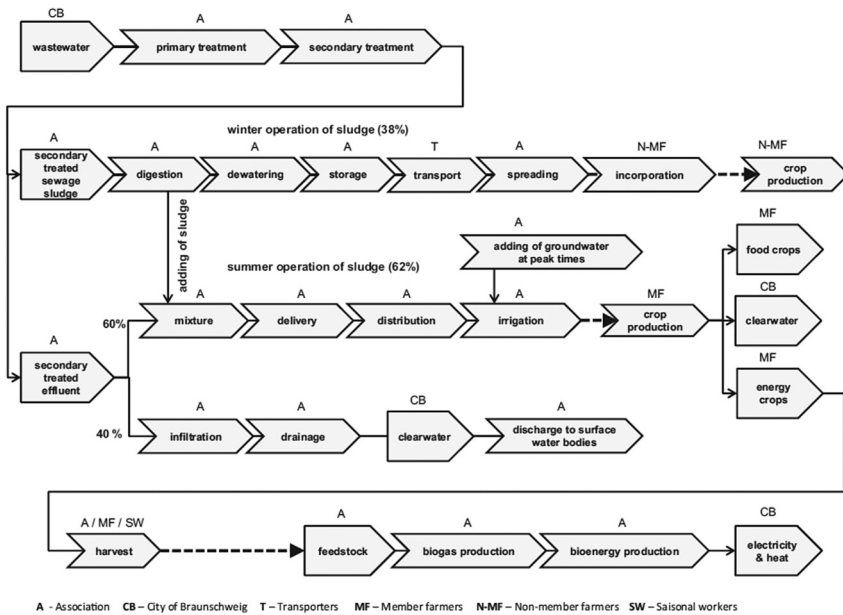 CB
A
A
wastewater
primary treatment
secondary treatment
winter operation of sludge (38%)
A
A
A
A
T
A
N-MF
N-MF
secondary
treated
sewage
sludge
digestion
dewatering
storage
transport
spreading
incorporation
crop
production
adding of sludge
A
adding of groundwater
at peak times
MF
food crops
summer operation of sludge (62%)
A
A
A
A
MF
CB
60%
mixture
delivery
distribution
irrigation
crop
production
clearwater
A
secondary
treated
effluent
MF
energy
crops
A
A
CB
A
40 %
infiltration
drainage
clearwater
discharge to surface
water bodies
A / MF / SW
A
A
A
CB
harvest
feedstock
biogas production
bioenergy production
electricity
& heat
A - Association CB – City of Braunschweig T – Transporters MF – Member farmers N-MF – Non-member farmers SW – Saisonal workers